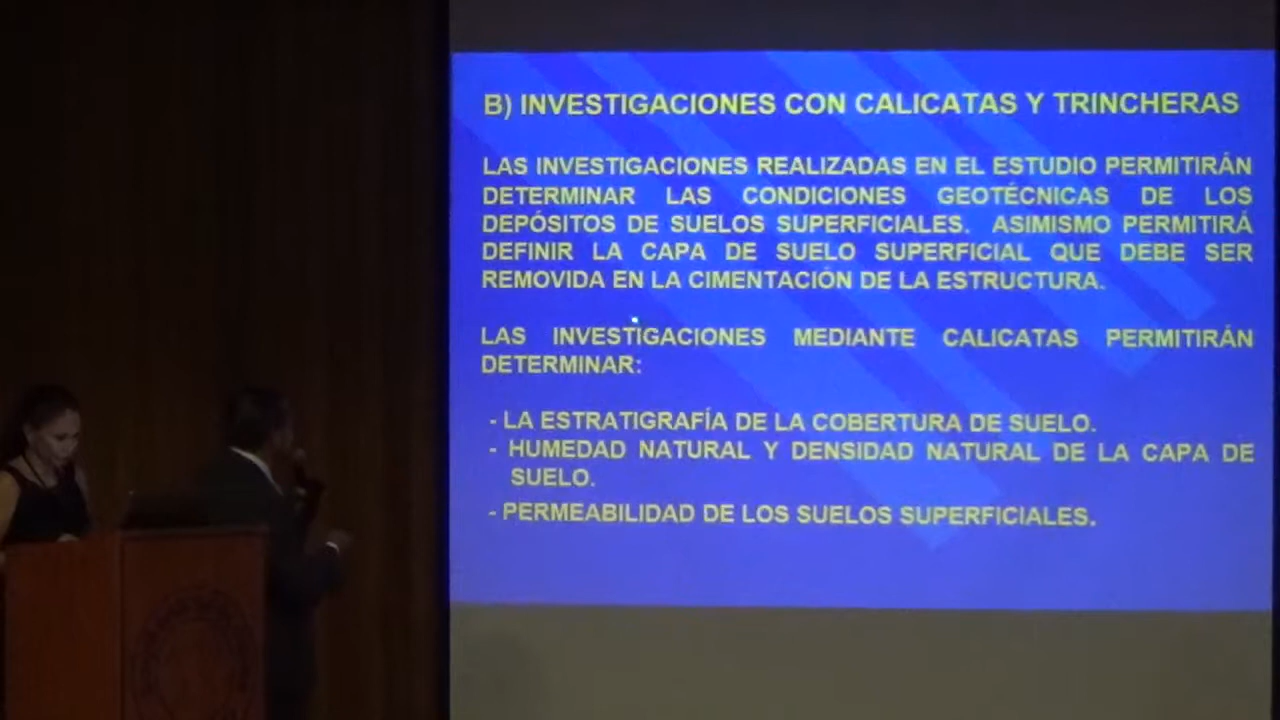 B) INVESTIGACIONES CON CALICATAS Y TRINCHERAS
LAS INVESTIGACIONES REALIZADAS EN EL ESTUDIO PERMITIRÁN
DETERMINAR LAS CONDICIONES GEOTÉCNICAS DE LOS
DEPÓSITOS DE SUELOS SUPERFICIALES. ASIMISMO PERMITIRÁ
DEFINIR LA CAPA DE SUELO SUPERFICIAL QUE DEBE SER
REMOVIDA EN LA CIMENTACIÓN DE LA ESTRUCTURA.
LAS INVESTIGACIONES MEDIANTE CALICATAS PERMITIRÁN
DETERMINAR:
- LA ESTRATIGRAFÍA DE LA COBERTURA DE SUELO.
- HUMEDAD NATURAL Y DENSIDAD NATURAL DE LA CAPA DE
SUELO.
- PERMEABILIDAD DE LOS SUELOS SUPERFICIALES.